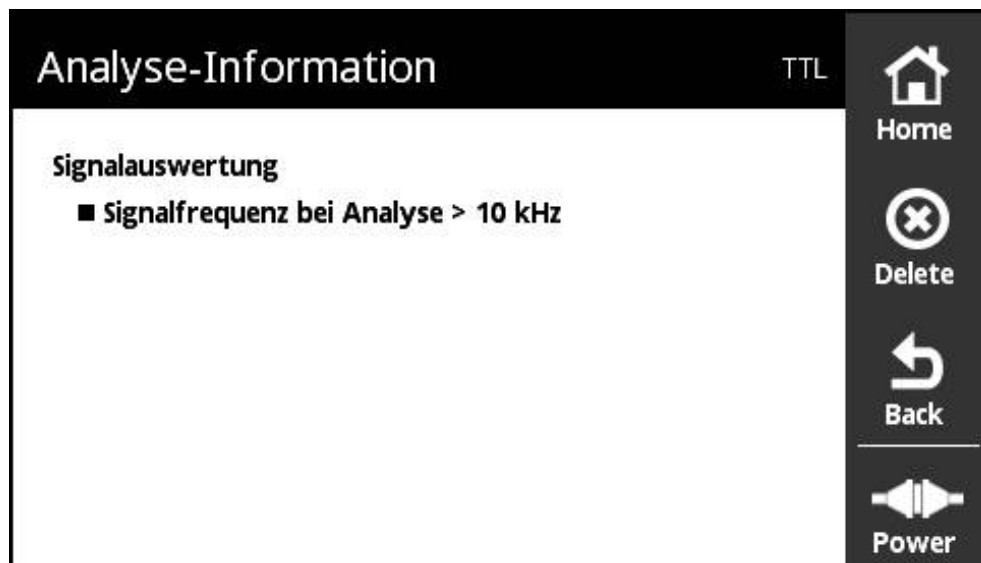 Analyse-Information
TTL
Signalauswertung
■ Signalfrequenz bei Analyse > 10 kHz
Home
Delete
Back
Power